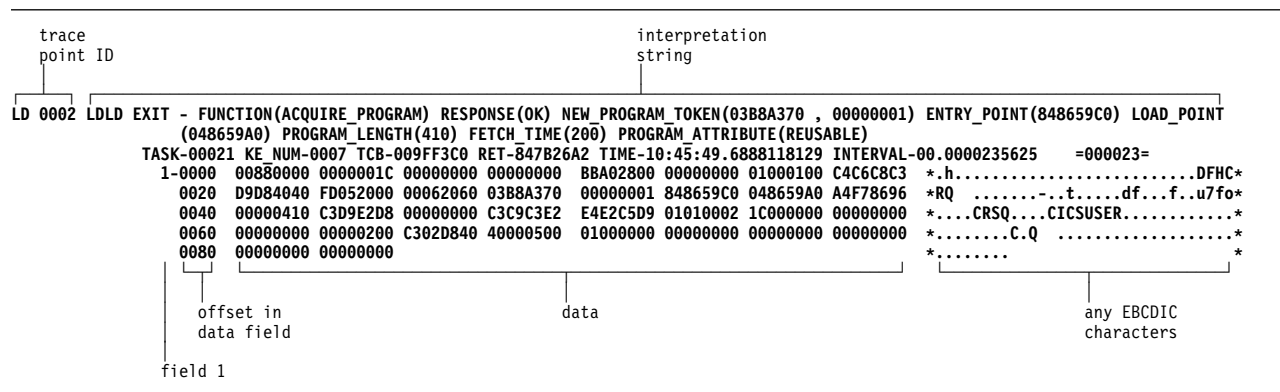 trace interpretation
point ID string
LD 0002 LDLD EXIT - FUNCTION(ACQUIRE_PROGRAM) RESPONSE(OK) NEW_PROGRAM_TOKEN(03B8A370 , 00000001) ENTRY_POINT(848659C0) LOAD_POINT
(048659A0) PROGRAM_LENGTH(410) FETCH_TIME(200) PROGRAM_ATTRIBUTE(REUSABLE)
TASK-00021 KE_NUM-0007 TCB-009FF3C0 RET-847B26A2 TIME-10:45:49.6888118129 INTERVAL-00.0000235625 =000023=
1-0000 00880000 0000001C 00000000 00000000 BBA02800 00000000 01000100 C4C6C8C3 *.h..........................DFHC*
0020 D9D84040 FD052000 00062060 03B8A370 00000001 848659C0 048659A0 A4F78696 *RQ .......-..t.....df...f..u7fo*
0040 00000410 C3D9E2D8 00000000 C3C9C3E2 E4E2C5D9 01010002 1C000000 00000000 *....CRSQ....CICSUSER............*
0060 00000000 00000200 C302D840 40000500 01000000 00000000 00000000 00000000 *........C.Q ...................*
0080 00000000 00000000 *........ *
offset in data any EBCDIC
data field characters
field 1